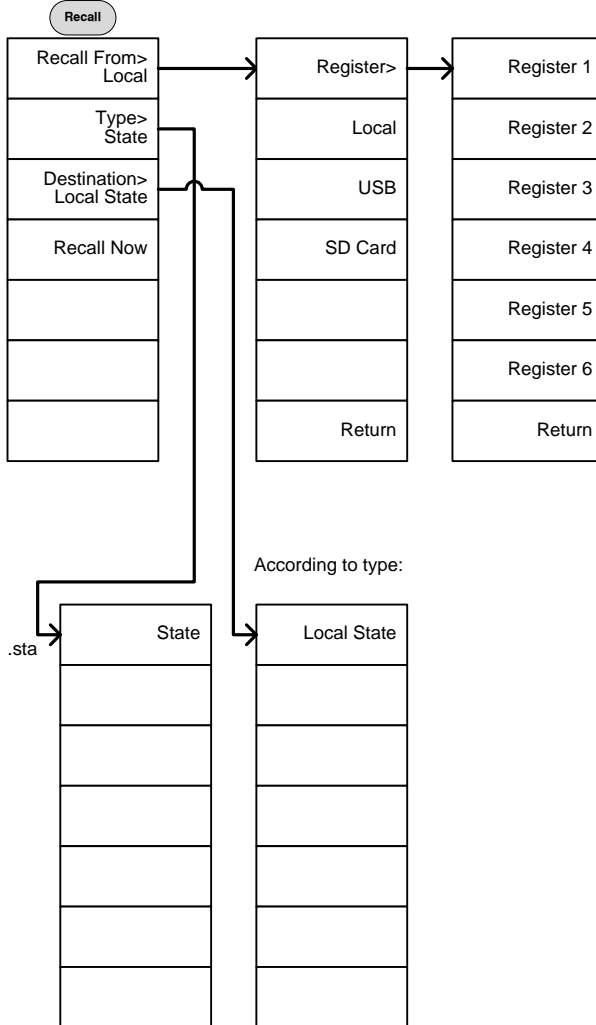 Recall
Recall From>
Local
Type>
State
Destination>
Local State
Recall Now
Register>
Local
USB
SD Card
Return
Register 1
Register 2
Register 3
Register 4
Register 5
Register 6
Return
According to type:
.sta
State
Local State